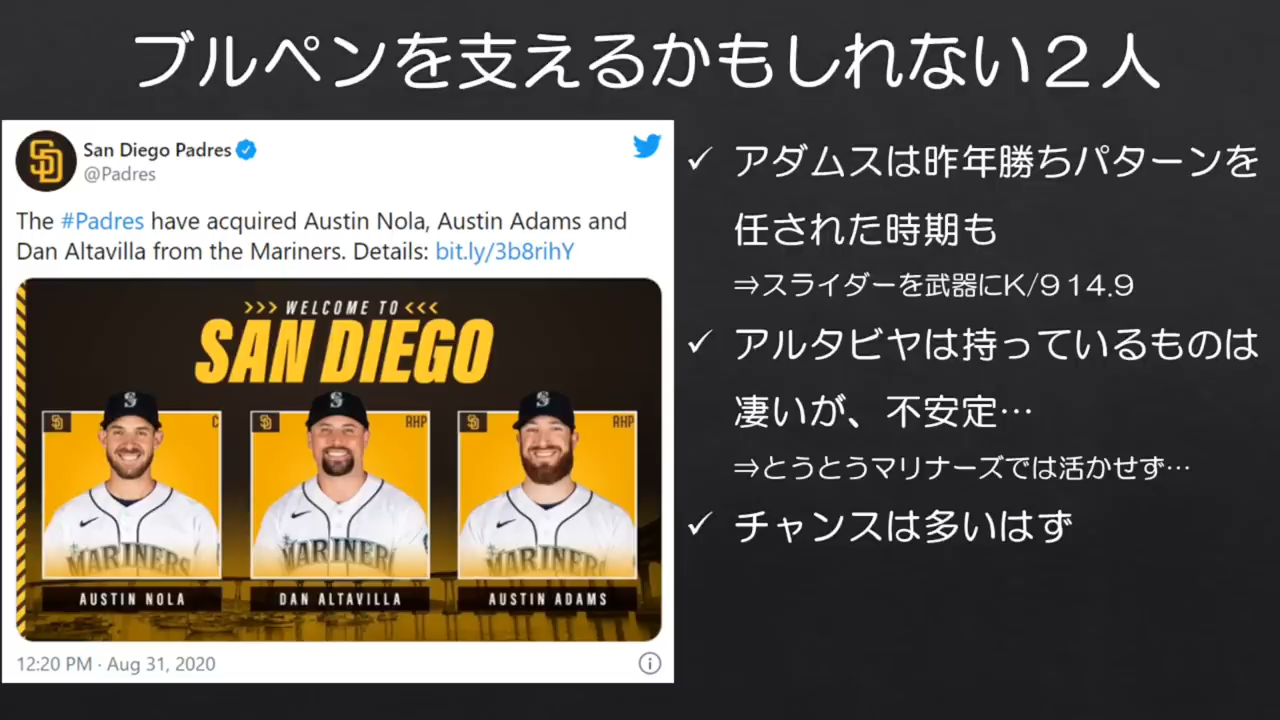 ブルペンを支えるかもしれない２人
San Diego Padres
@Padres
The #Padres have acquired Austin Nola, Austin Adams and
Dan Altavilla from the Mariners. Details: bit.ly/3b8rihY
>>> WELCOME TO <<<
SAN DIEGO
SD C
SD RHP
SD RHP
S
S
S
MARINERS
MARINERS
MARINERS
AUSTIN NOLA
DAN ALTAVILLA
AUSTIN ADAMS
12:20 PM · Aug 31, 2020
✓ アダムスは昨年勝ちパターンを
任された時期も
⇒スライダーを武器にK/９１４.９
✓ アルタビヤは持っているものは
凄いが、不安定…
⇒とうとうマリナーズでは活かせず…
✓ チャンスは多いはず